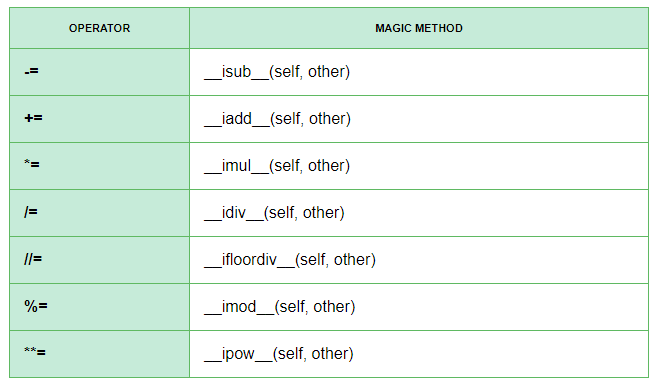 OPERATOR MAGIC METHOD
-= __isub__(self, other)
+= __iadd__(self, other)
*= __imul__(self, other)
/= __idiv__(self, other)
//= __ifloordiv__(self, other)
%= __imod__(self, other)
**= __ipow__(self, other)